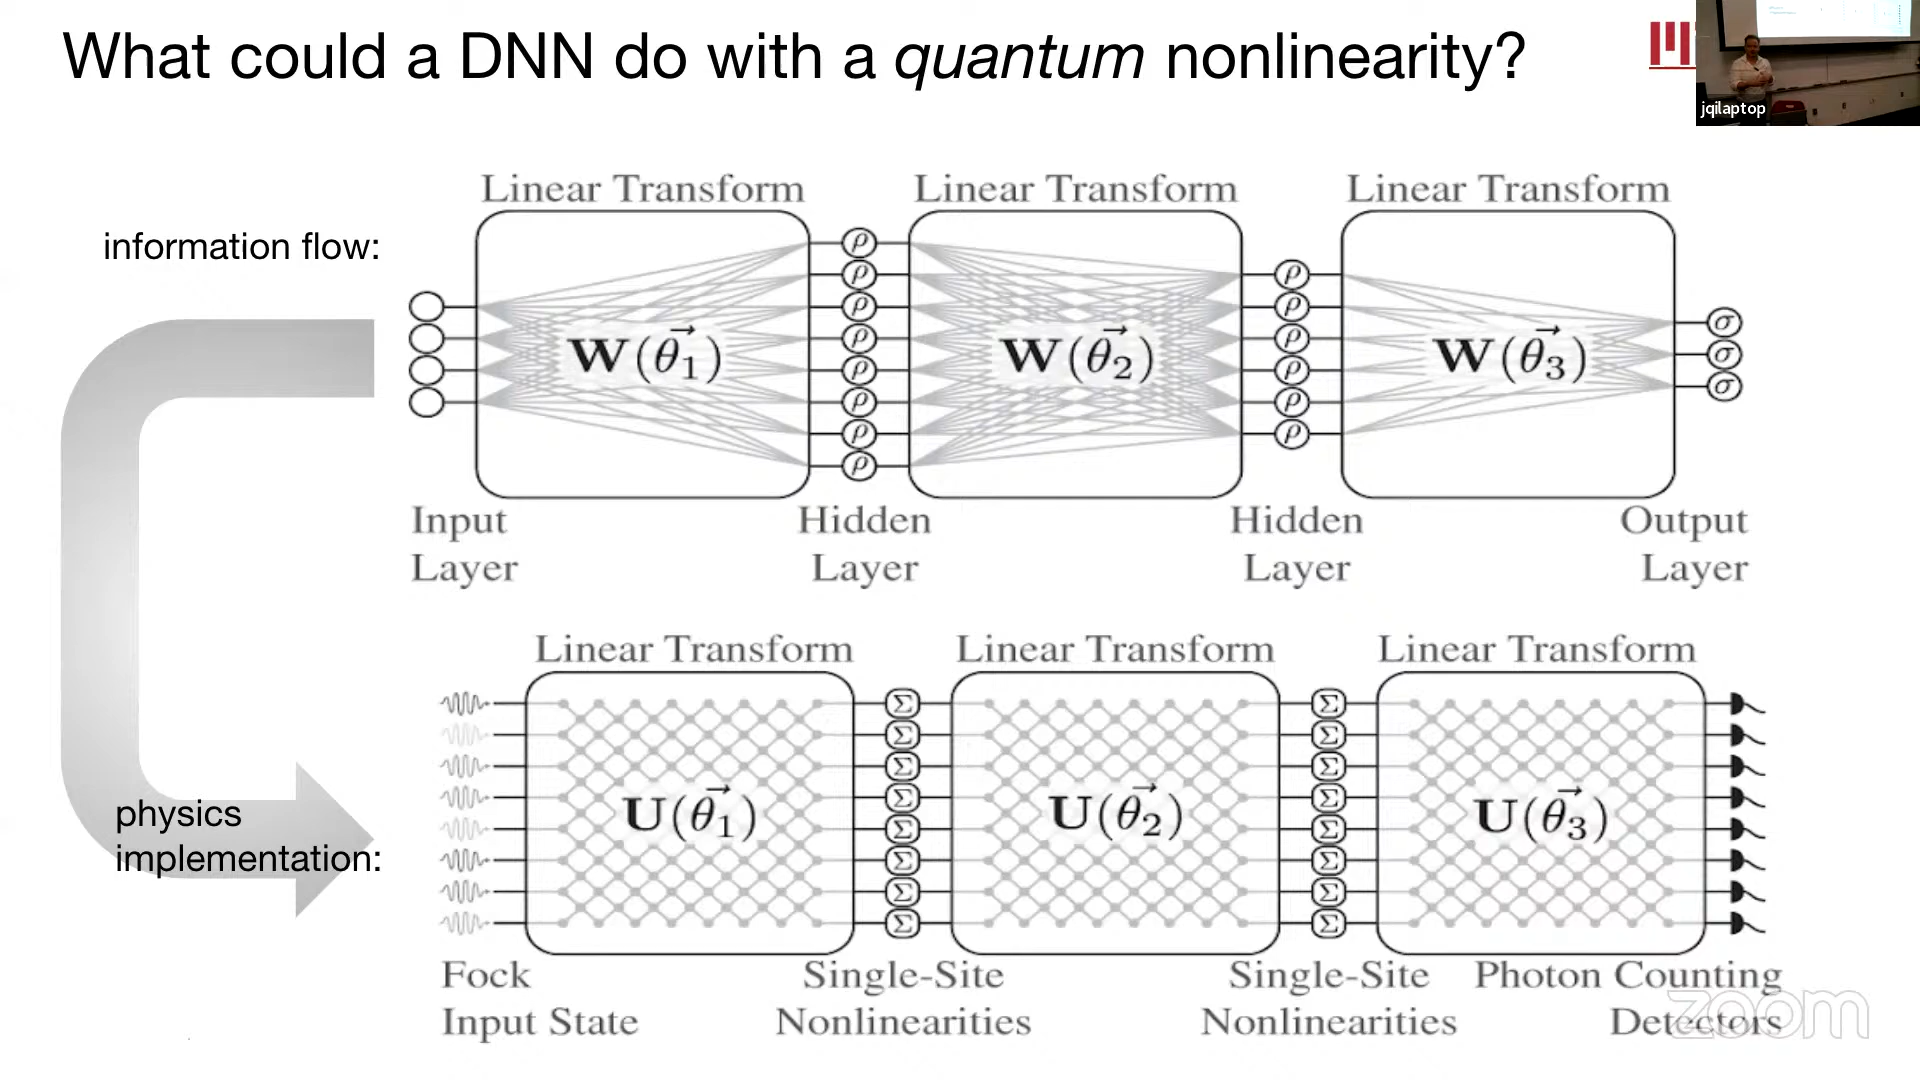 What could a DNN do with a quantum nonlinearity?
jqilaptop
information flow:
Linear Transform Linear Transform Linear Transform
ρ ρ
ρ ρ
ρ ρ σ
ρ ρ σ
ρ ρ σ
ρ ρ
ρ
ρ
W(θ⃗₁) W(θ⃗₂) W(θ⃗₃)
Input Hidden Hidden Output
Layer Layer Layer Layer
physics
implementation:
Linear Transform Linear Transform Linear Transform
Σ Σ
Σ Σ
Σ Σ
Σ Σ
Σ Σ
Σ Σ
Σ Σ
Σ Σ
U(θ⃗₁) U(θ⃗₂) U(θ⃗₃)
Fock Single-Site Single-Site Photon Counting
Input State Nonlinearities Nonlinearities Detectors
zoom